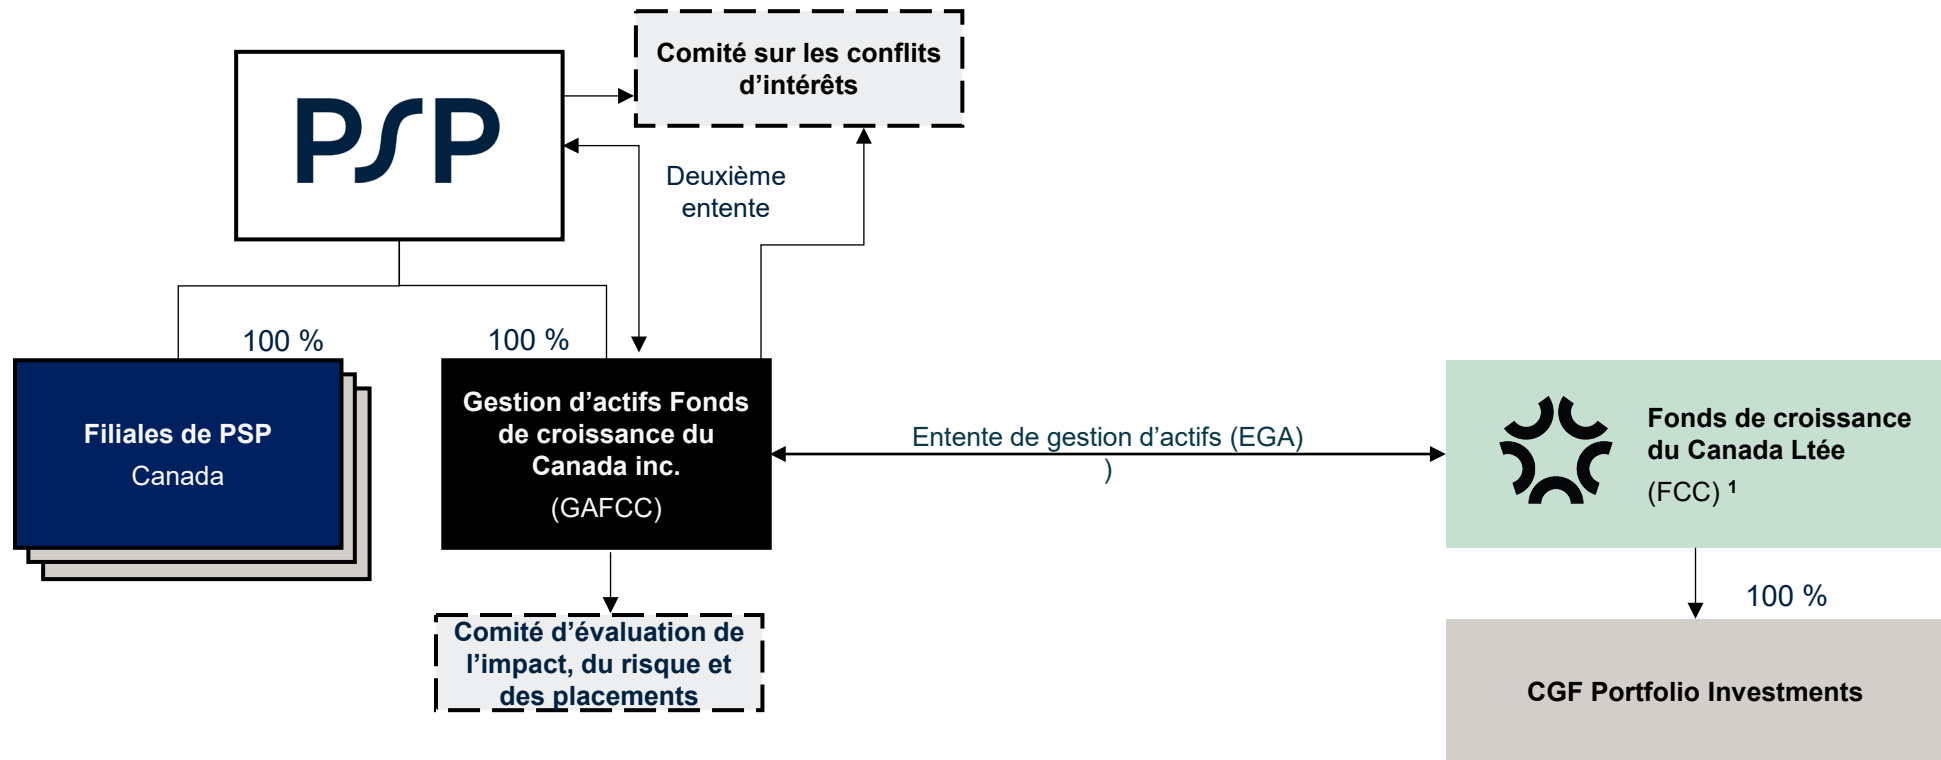 Comité sur les conflits
d’intérêts
PSP
Deuxième
entente
100 %
100 %
Filiales de PSP
Canada
Gestion d’actifs Fonds
de croissance du
Canada inc.
(GAFCC)
Entente de gestion d’actifs (EGA)
)
Fonds de croissance
du Canada Ltée
(FCC) ¹
100 %
Comité d’évaluation de
l’impact, du risque et
des placements
CGF Portfolio Investments